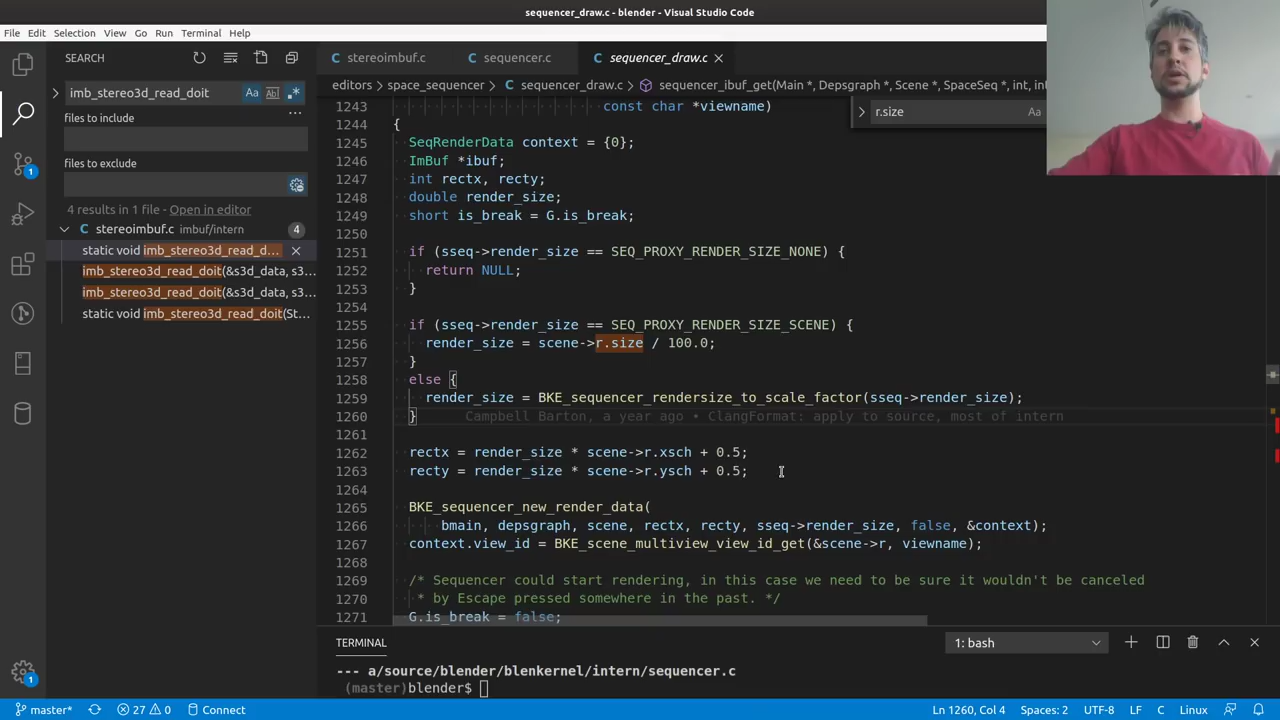 sequencer_draw.c - blender - Visual Studio Code
File Edit Selection View Go Run Terminal Help
SEARCH
stereoimbuf.c
sequencer.c
sequencer_draw.c
imb_stereo3d_read_doit
Aa
editors > space_sequencer > sequencer_draw.c > sequencer_ibuf_get(Main *, Depsgraph *, Scene *, SpaceSeq *, int, int
r.size
Aa
files to include
files to exclude
4 results in 1 file - Open in editor
stereoimbuf.c imbuf/intern 4
static void imb_stereo3d_read_d...
imb_stereo3d_read_doit(&s3d_data, s3...
imb_stereo3d_read_doit(&s3d_data, s3...
static void imb_stereo3d_read_doit(St...
1243 const char *viewname)
1244 {
1245 SeqRenderData context = {0};
1246 ImBuf *ibuf;
1247 int rectx, recty;
1248 double render_size;
1249 short is_break = G.is_break;
1250
1251 if (sseq->render_size == SEQ_PROXY_RENDER_SIZE_NONE) {
1252 return NULL;
1253 }
1254
1255 if (sseq->render_size == SEQ_PROXY_RENDER_SIZE_SCENE) {
1256 render_size = scene->r.size / 100.0;
1257 }
1258 else {
1259 render_size = BKE_sequencer_rendersize_to_scale_factor(sseq->render_size);
1260 } Campbell Barton, a year ago • ClangFormat: apply to source, most of intern
1261
1262 rectx = render_size * scene->r.xsch + 0.5;
1263 recty = render_size * scene->r.ysch + 0.5;
1264
1265 BKE_sequencer_new_render_data(
1266 bmain, depsgraph, scene, rectx, recty, sseq->render_size, false, &context);
1267 context.view_id = BKE_scene_multiview_view_id_get(&scene->r, viewname);
1268
1269 /* Sequencer could start rendering, in this case we need to be sure it wouldn't be canceled
1270 * by Escape pressed somewhere in the past. */
1271 G.is_break = false;
TERMINAL
1: bash
--- a/source/blender/blenkernel/intern/sequencer.c
(master)blender$
master* 27 0 Connect
Ln 1260, Col 4 Spaces: 2 UTF-8 LF C Linux